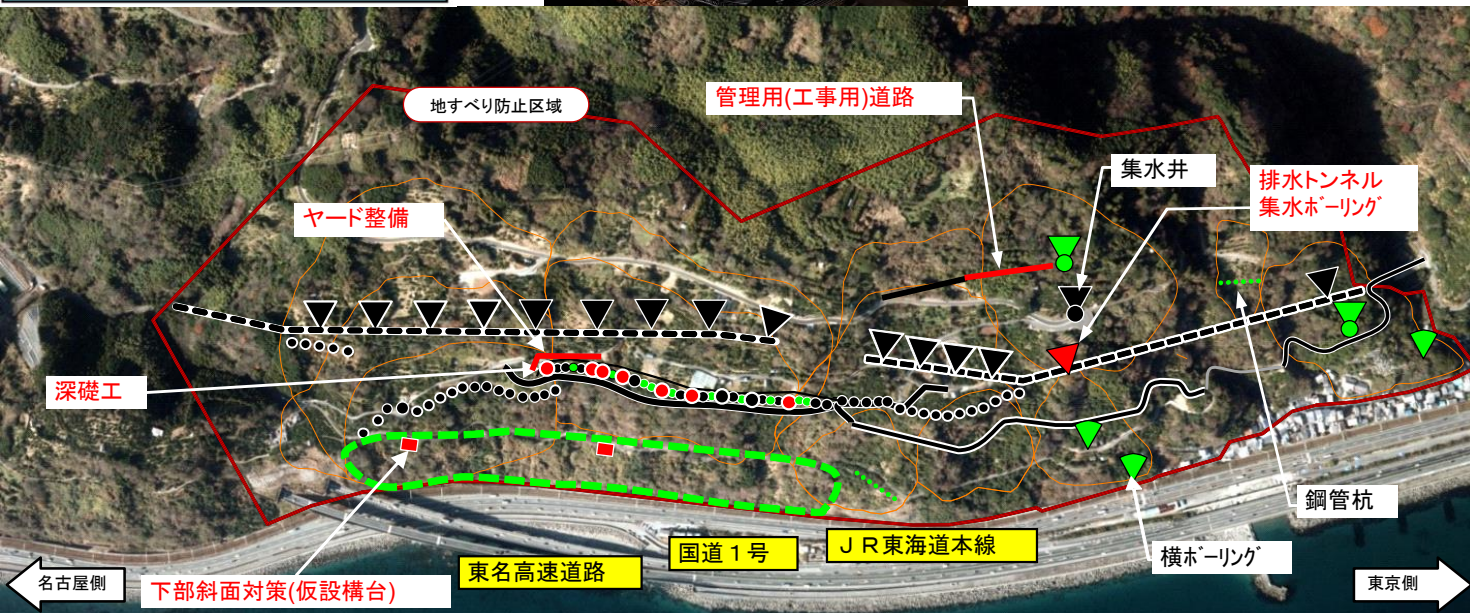 地すべり防止区域
管理用(工事用)道路
集水井
排水トンネル
集水ボーリング
ヤード整備
深礎工
鋼管杭
横ボーリング
ＪＲ東海道本線
国道１号
東名高速道路
下部斜面対策(仮設構台)
名古屋側
東京側